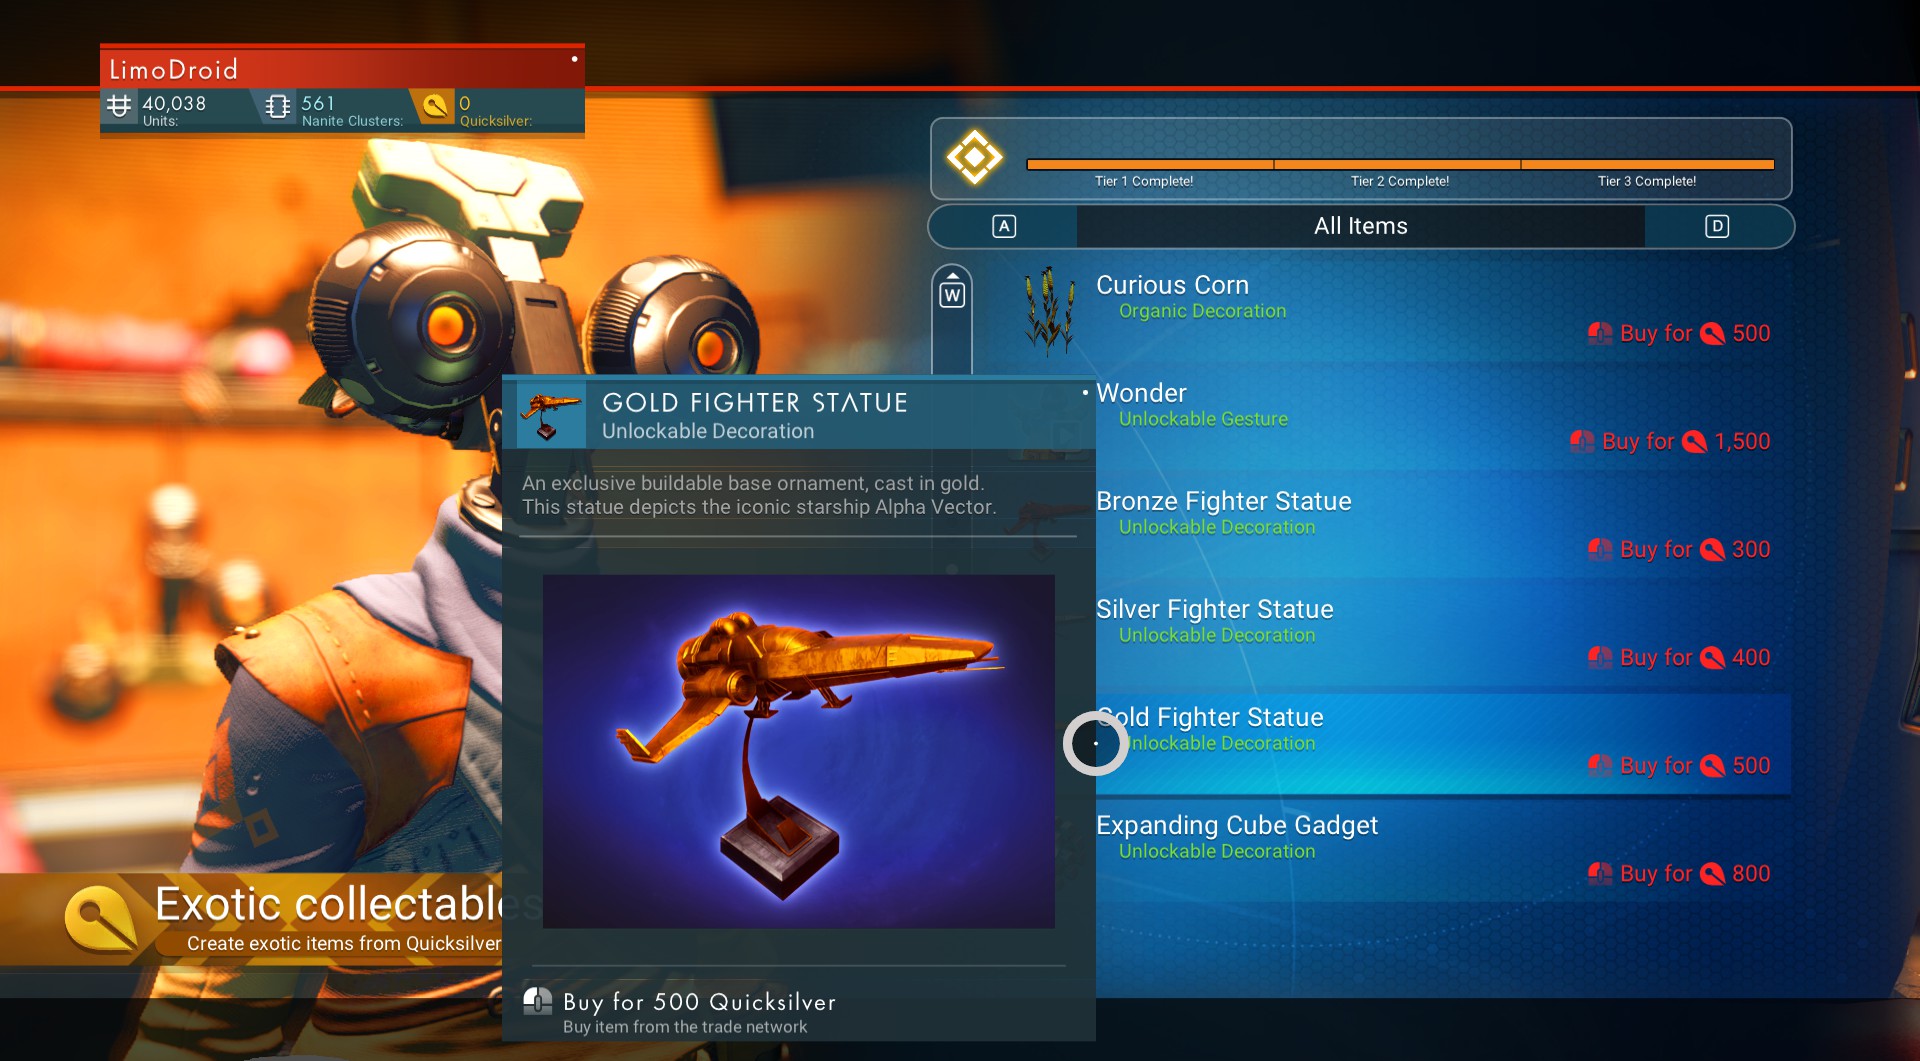 LimoDroid
40,038
Units:
561
Nanite Clusters:
0
Quicksilver:
Tier 1 Complete!
Tier 2 Complete!
Tier 3 Complete!
A
All Items
D
W
Curious Corn
Organic Decoration
Buy for 500
Wonder
Unlockable Gesture
Buy for 1,500
Bronze Fighter Statue
Unlockable Decoration
Buy for 300
Silver Fighter Statue
Unlockable Decoration
Buy for 400
Gold Fighter Statue
Unlockable Decoration
Buy for 500
Expanding Cube Gadget
Unlockable Decoration
Buy for 800
GOLD FIGHTER STATUE
Unlockable Decoration
An exclusive buildable base ornament, cast in gold.
This statue depicts the iconic starship Alpha Vector.
Buy for 500 Quicksilver
Buy item from the trade network
Exotic collectables
Create exotic items from Quicksilver